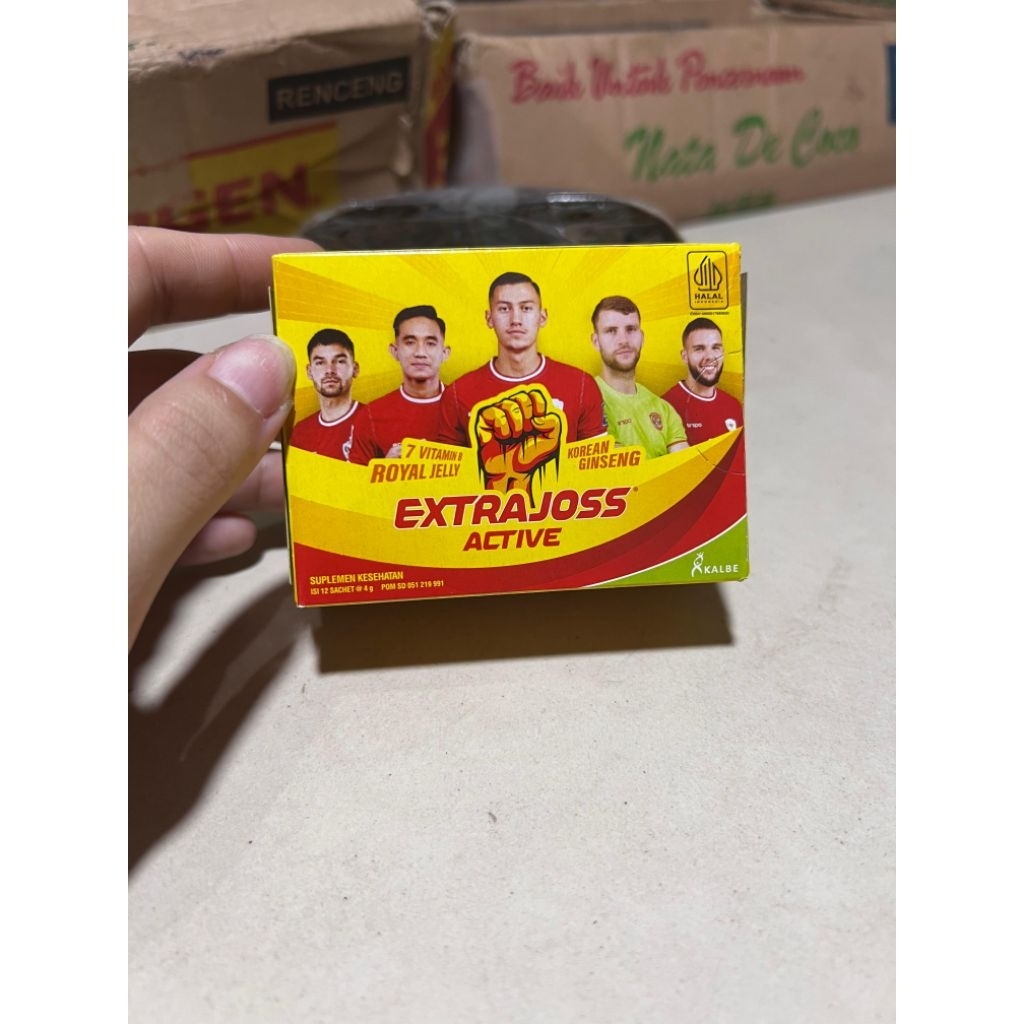 RENCENG
Baik Untuk Pencernaan
Nata De Coco
HALAL
INDONESIA
7 VITAMIN B
ROYAL JELLY
KOREAN
GINSENG
EXTRAJOSS®
ACTIVE
SUPLEMEN KESEHATAN
ISI 12 SACHET @ 4 g POM SD 051 219 991
KALBE